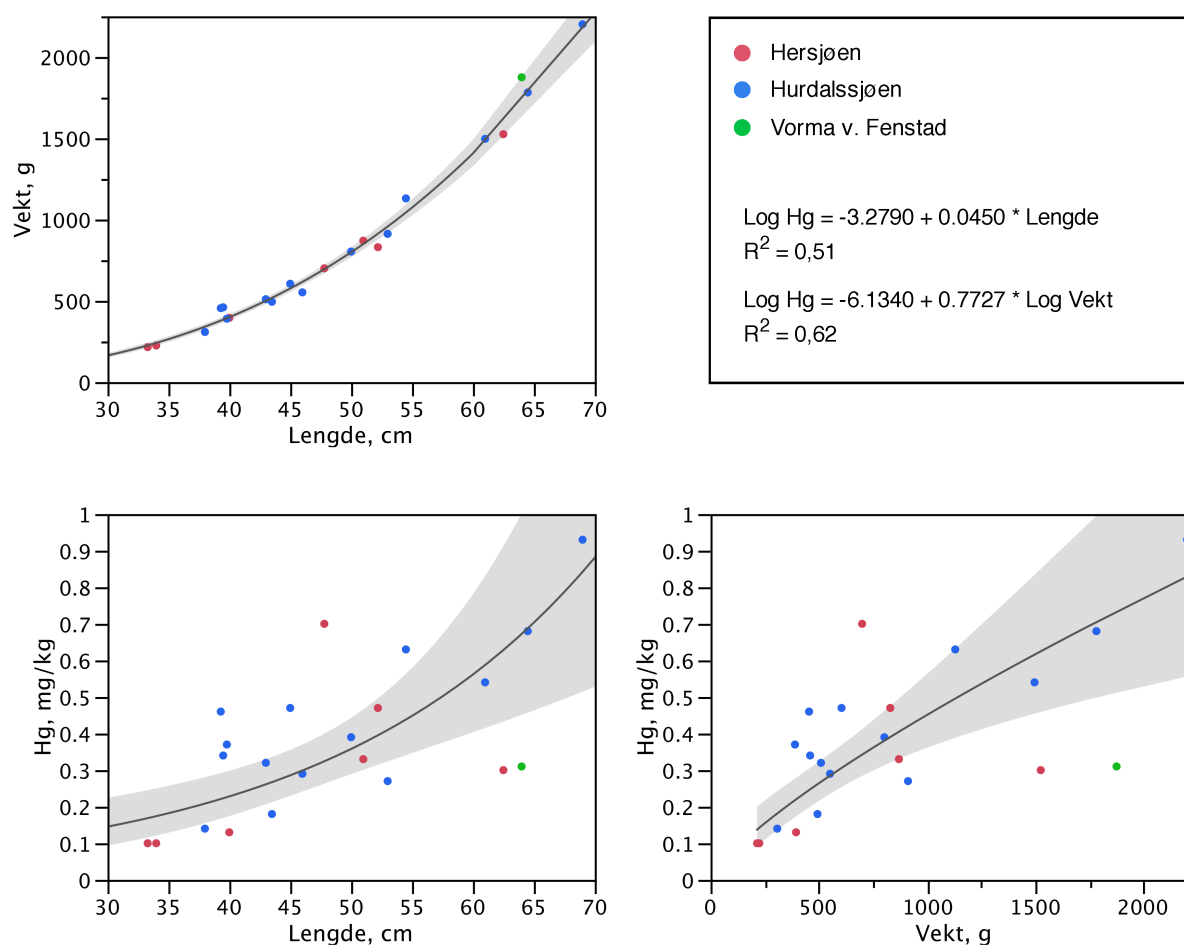 2000
1500
1000
500
0
Vekt, g
30 35 40 45 50 55 60 65 70
Lengde, cm
Hersjøen
Hurdalssjøen
Vorma v. Fenstad
Log Hg = -3.2790 + 0.0450 * Lengde
R² = 0,51
Log Hg = -6.1340 + 0.7727 * Log Vekt
R² = 0,62
1
0.9
0.8
0.7
0.6
0.5
0.4
0.3
0.2
0.1
0
Hg, mg/kg
30 35 40 45 50 55 60 65 70
Lengde, cm
1
0.9
0.8
0.7
0.6
0.5
0.4
0.3
0.2
0.1
0
Hg, mg/kg
0 500 1000 1500 2000
Vekt, g